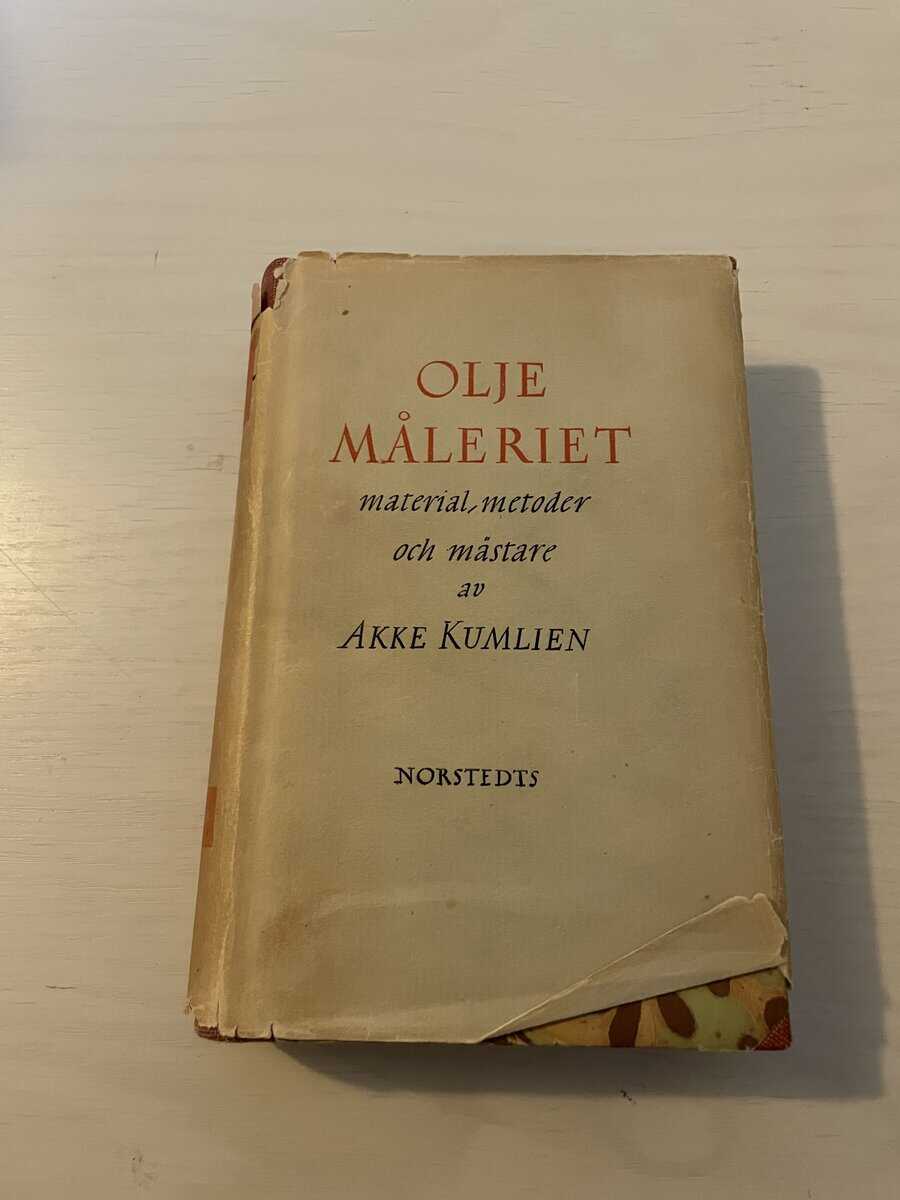 OLJE
MÅLERIET
material, metoder
och mästare
av
AKKE KUMLIEN
NORSTEDTS